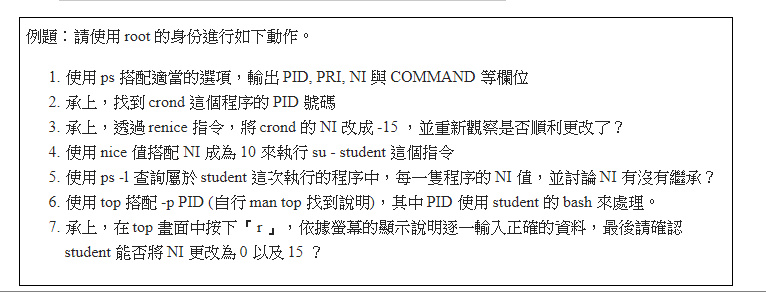 例題：請使用 root 的身份進行如下動作。
1. 使用 ps 搭配適當的選項，輸出 PID, PRI, NI 與 COMMAND 等欄位
2. 承上，找到 crond 這個程序的 PID 號碼
3. 承上，透過 renice 指令，將 crond 的 NI 改成 -15 ，並重新觀察是否順利更改了？
4. 使用 nice 值搭配 NI 成為 10 來執行 su - student 這個指令
5. 使用 ps -l 查詢屬於 student 這次執行的程序中，每一隻程序的 NI 值，並討論 NI 有沒有繼承？
6. 使用 top 搭配 -p PID (自行 man top 找到說明)，其中 PID 使用 student 的 bash 來處理。
7. 承上，在 top 畫面中按下『 r 』，依據螢幕的顯示說明逐一輸入正確的資料，最後請確認
student 能否將 NI 更改為 0 以及 15 ？